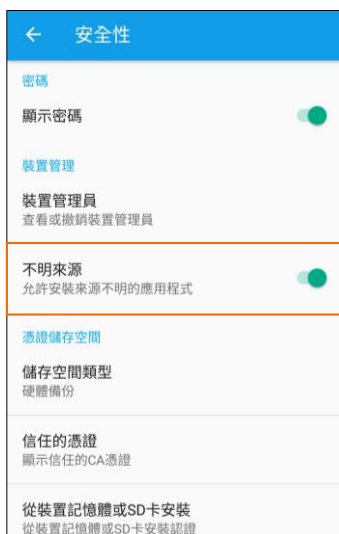 安全性
密碼
顯示密碼
裝置管理
裝置管理員
查看或撤銷裝置管理員
不明來源
允許安裝來源不明的應用程式
憑證儲存空間
儲存空間類型
硬體備份
信任的憑證
顯示信任的CA憑證
從裝置記憶體或SD卡安裝
從裝置記憶體或SD卡安裝認證